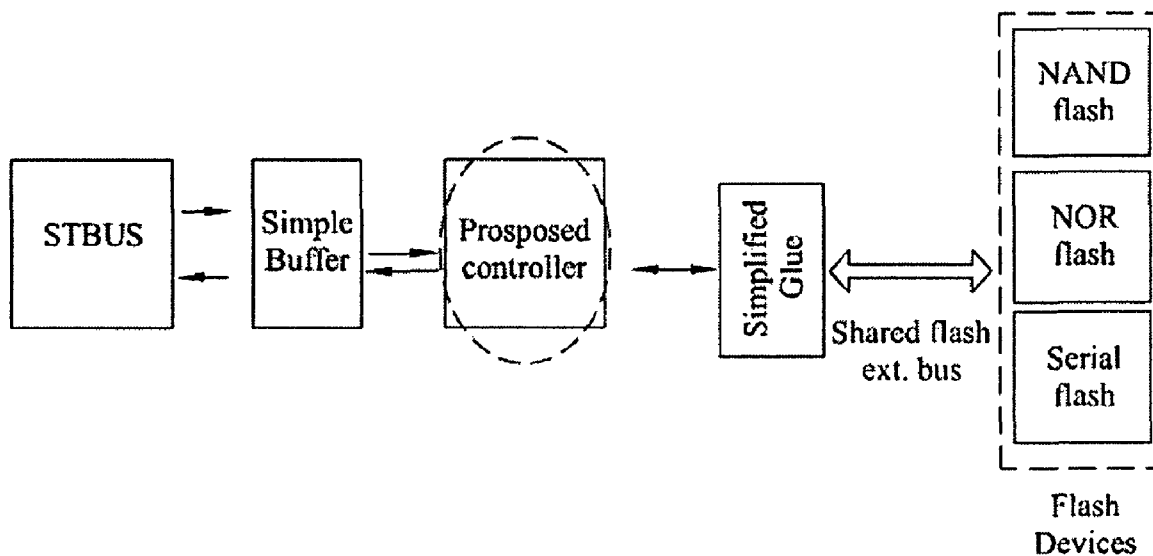 STBUS
Simple
Buffer
Prosposed
controller
Simplified
Glue
Shared flash
ext. bus
NAND
flash
NOR
flash
Serial
flash
Flash
Devices